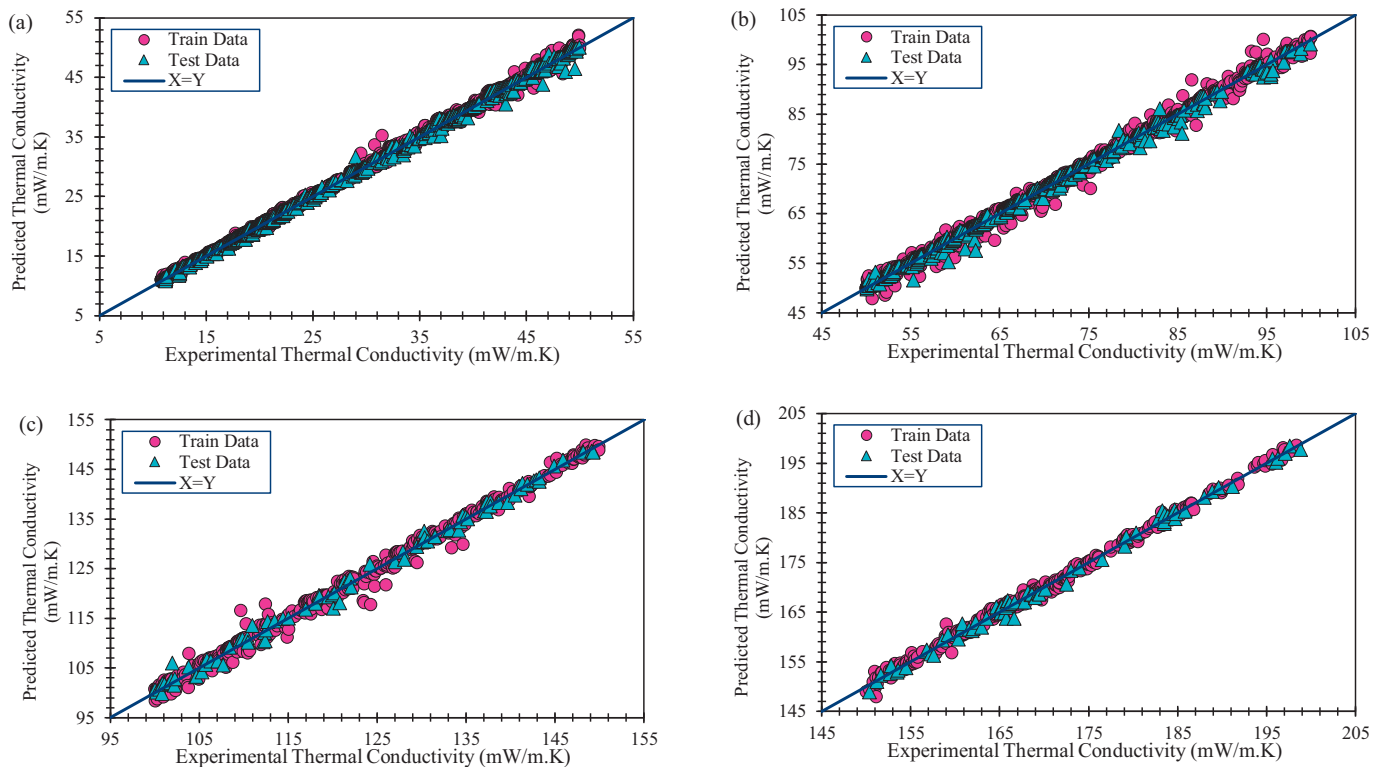 (a)
Predicted Thermal Conductivity
(mW/m.K)
55
45
35
25
15
5
Train Data
Test Data
X=Y
5 15 25 35 45 55
Experimental Thermal Conductivity (mW/m.K)
(b)
Predicted Thermal Conductivity
(mW/m.K)
105
95
85
75
65
55
45
Train Data
Test Data
X=Y
45 55 65 75 85 95 105
Experimental Thermal Conductivity (mW/m.K)
(c)
Predicted Thermal Conductivity
(mW/m.K)
155
145
135
125
115
105
95
Train Data
Test Data
X=Y
95 105 115 125 135 145 155
Experimental Thermal Conductivity (mW/m.K)
(d)
Predicted Thermal Conductivity
(mW/m.K)
205
195
185
175
165
155
145
Train Data
Test Data
X=Y
145 155 165 175 185 195 205
Experimental Thermal Conductivity (mW/m.K)